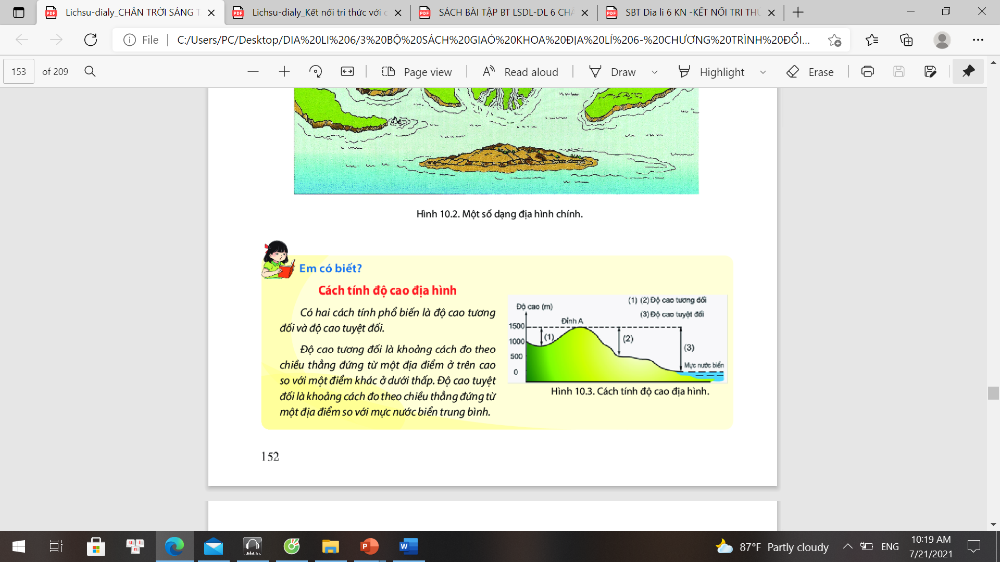 Lichsu-dialy_CHÂN TRỜI SÁNG T
Lichsu-dialy_Kết nối tri thức với c
SÁCH BÀI TẬP BT LSDL-DL 6 CHÂ
SBT Dia li 6 KN -KẾT NỐI TRI THỨ
File
C:/Users/PC/Desktop/DIA%20LI%206/3%20BỘ%20SÁCH%20GIAÓ%20KHOA%20ĐỊA%20LÍ%206-%20CHƯƠNG%20TRÌNH%20ĐỔI...
153 of 209
Page view
Read aloud
Draw
Highlight
Erase
Hình 10.2. Một số dạng địa hình chính.
Em có biết?
Cách tính độ cao địa hình
Có hai cách tính phổ biến là độ cao tương
đối và độ cao tuyệt đối.
Độ cao tương đối là khoảng cách đo theo
chiều thẳng đứng từ một địa điểm ở trên cao
so với một điểm khác ở dưới thấp. Độ cao tuyệt
đối là khoảng cách đo theo chiều thẳng đứng từ
một địa điểm so với mực nước biển trung bình.
(1) (2) Độ cao tương đối
(3) Độ cao tuyệt đối
Độ cao (m)
Đỉnh A
1500
1000
500
0
(1)
(2)
(3)
Mực nước biển
Hình 10.3. Cách tính độ cao địa hình.
152
87°F Partly cloudy
ENG
10:19 AM
7/21/2021